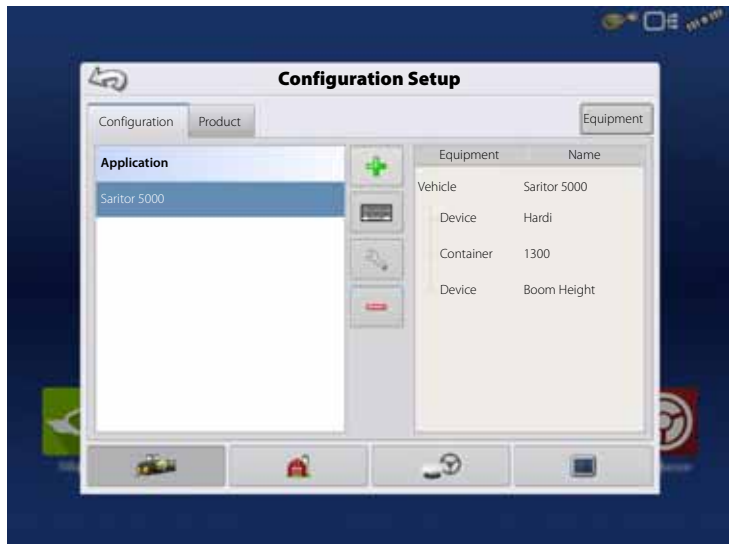 Configuration Setup
Configuration Product Equipment
Application
Saritor 5000
Equipment Name
Vehicle Saritor 5000
Device Hardi
Container 1300
Device Boom Height